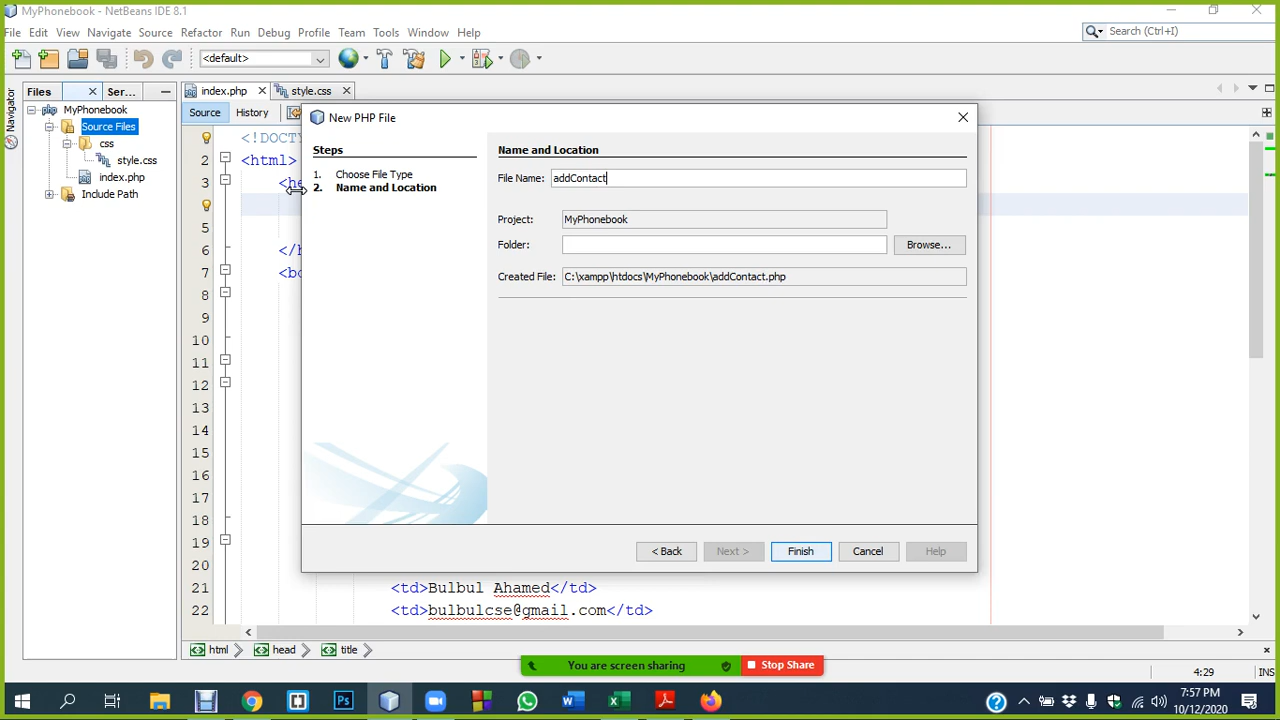 MyPhonebook - NetBeans IDE 8.1
File Edit View Navigate Source Refactor Run Debug Profile Team Tools Window Help
Search (Ctrl+I)
<default>
Files
Ser...
index.php
style.css
Navigator
MyPhonebook
Source Files
css
style.css
index.php
Include Path
Source
History
New PHP File
Steps
1. Choose File Type
2. Name and Location
Name and Location
File Name: addContact
Project: MyPhonebook
Folder:
Browse...
Created File: C:\xampp\htdocs\MyPhonebook\addContact.php
< Back
Next >
Finish
Cancel
Help
<!DOCT
2 <html>
3 <he
5
6 </h
7 <bo
8
9
10
11
12
13
14
15
16
17
18
19
21 <td>Bulbul Ahamed</td>
22 <td>bulbulcse@gmail.com</td>
html head title
You are screen sharing
Stop Share
4:29
INS
7:57 PM
10/12/2020